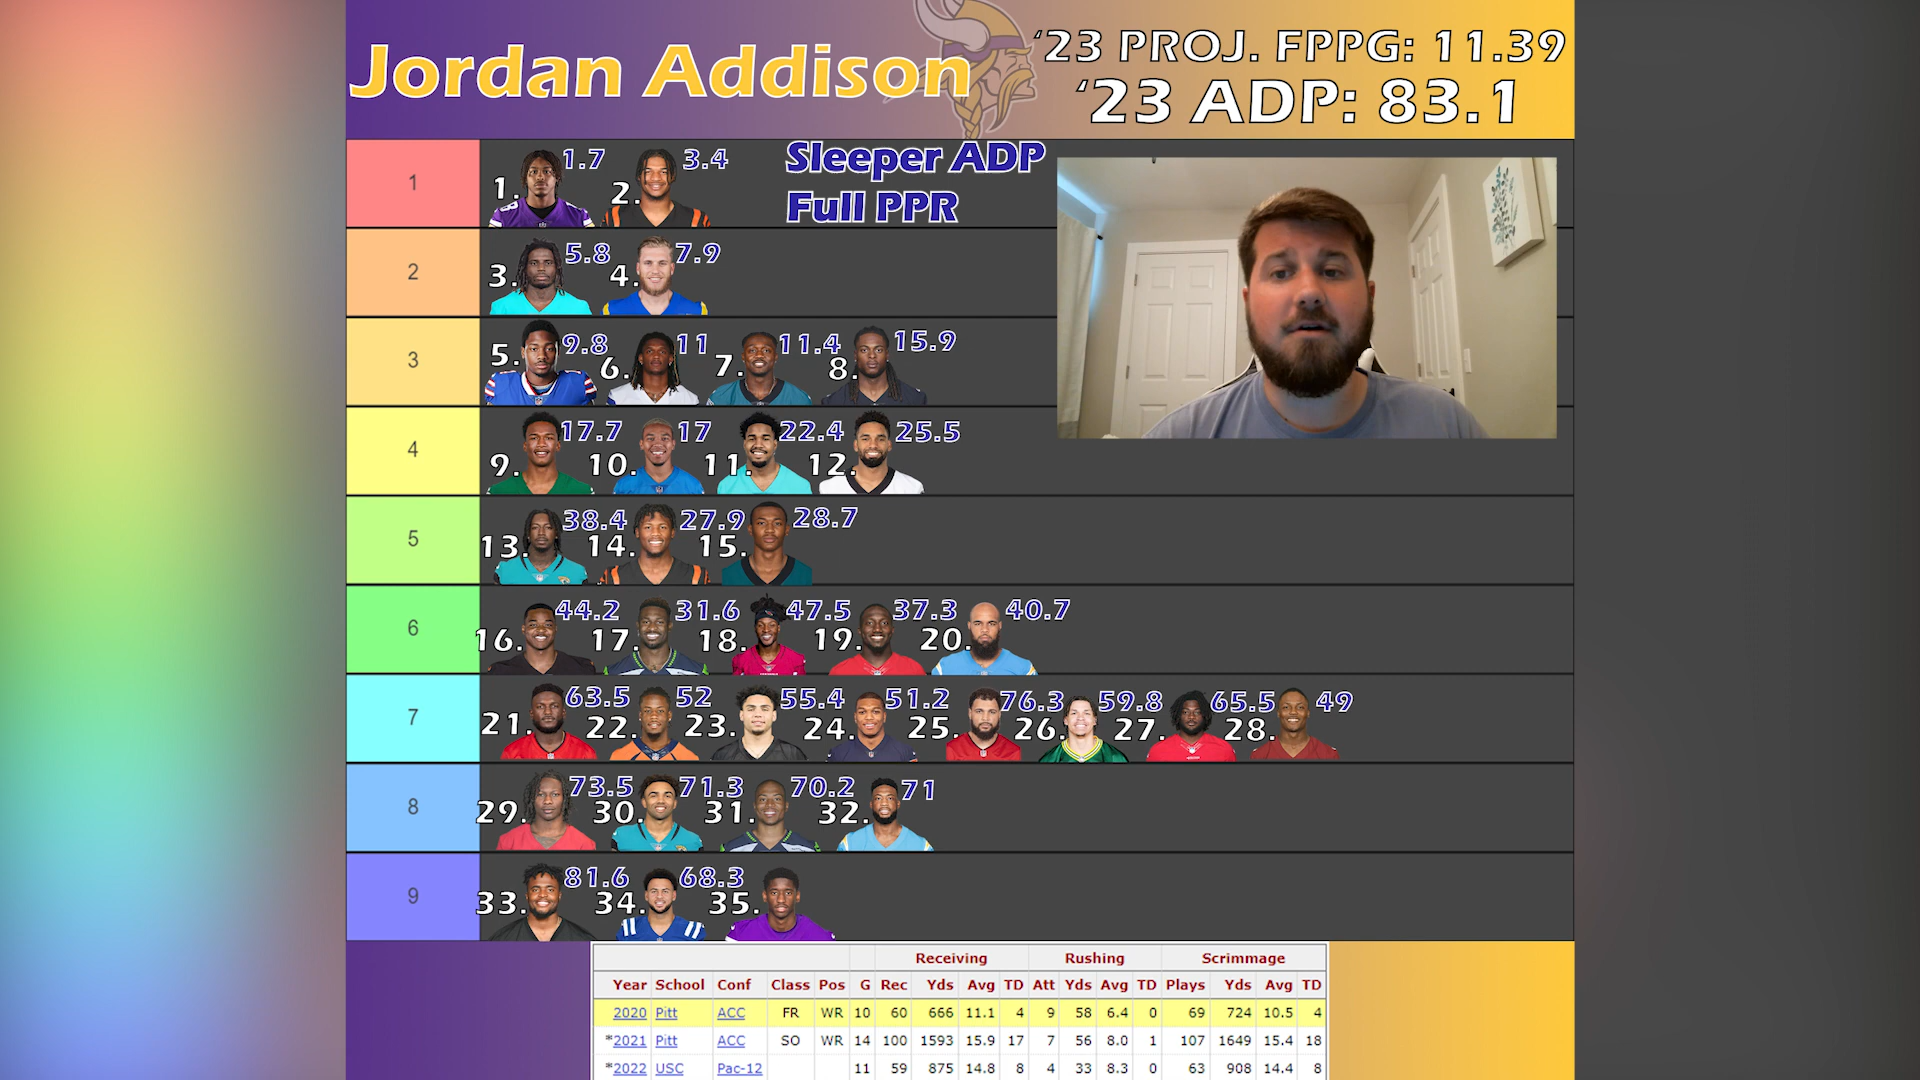 Jordan Addison
‘23 PROJ. FPPG: 11.39
‘23 ADP: 83.1
Sleeper ADP
Full PPR
1 1. 1.7 2. 3.4
2 3. 5.8 4. 7.9
3 5. 9.8 6. 11 7. 11.4 8. 15.9
4 9. 17.7 10. 17 11. 22.4 12. 25.5
5 13. 38.4 14. 27.9 15. 28.7
6 16. 44.2 17. 31.6 18. 47.5 19. 37.3 20. 40.7
7 21. 63.5 22. 52 23. 55.4 24. 51.2 25. 76.3 26. 59.8 27. 65.5 28. 49
8 29. 73.5 30. 71.3 31. 70.2 32. 71
9 33. 81.6 34. 68.3 35.
Receiving Rushing Scrimmage
Year School Conf Class Pos G Rec Yds Avg TD Att Yds Avg TD Plays Yds Avg TD
2020 Pitt ACC FR WR 10 60 666 11.1 4 9 58 6.4 0 69 724 10.5 4
*2021 Pitt ACC SO WR 14 100 1593 15.9 17 7 56 8.0 1 107 1649 15.4 18
*2022 USC Pac-12 11 59 875 14.8 8 4 33 8.3 0 63 908 14.4 8